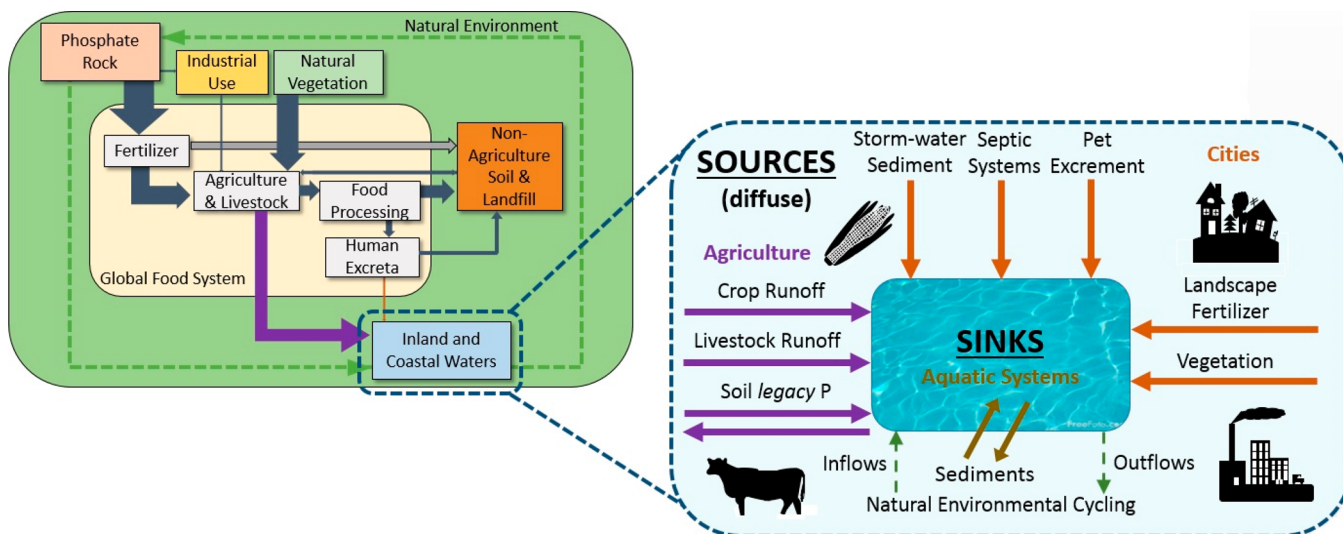 Natural Environment
Phosphate
Rock
Industrial
Use
Natural
Vegetation
Fertilizer
Non-
Agriculture
Soil &
Landfill
Agriculture
& Livestock
Food
Processing
Human
Excreta
Global Food System
Inland and
Coastal Waters
SOURCES
(diffuse)
Storm-water
Sediment
Septic
Systems
Pet
Excrement
Cities
Agriculture
Crop Runoff
Livestock Runoff
Soil legacy P
Landscape
Fertilizer
Vegetation
SINKS
Aquatic Systems
Inflows
Sediments
Outflows
Natural Environmental Cycling